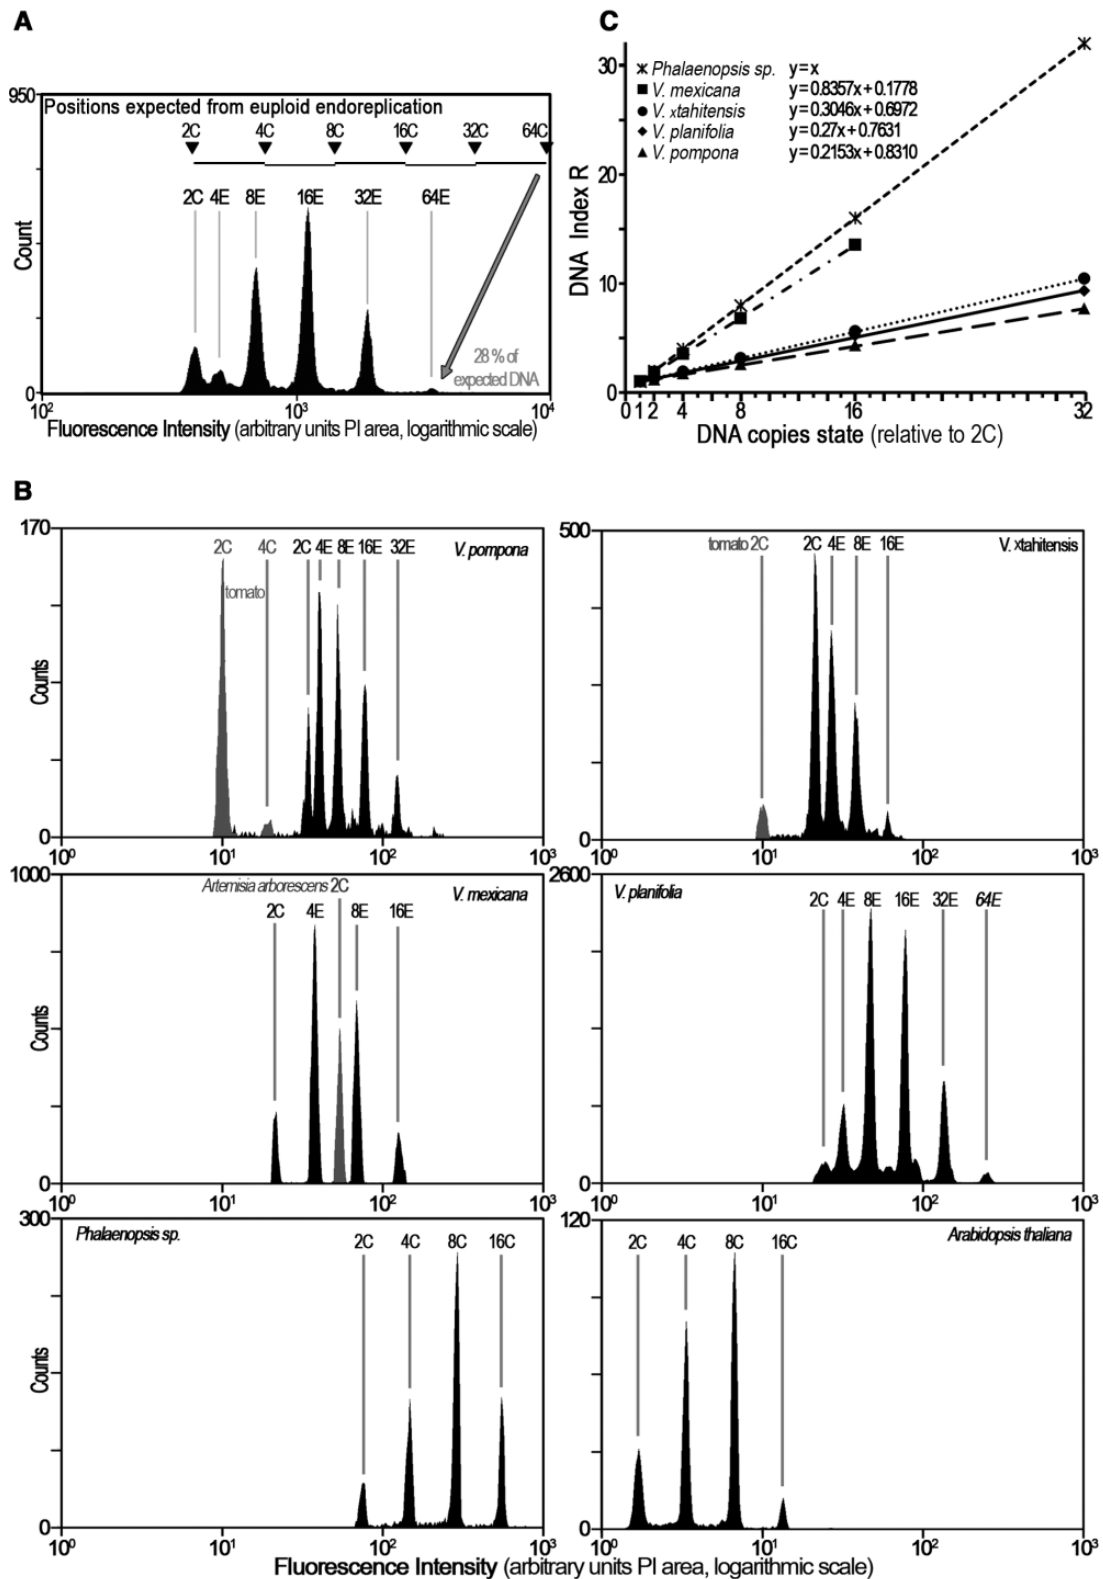 A
950
Positions expected from euploid endoreplication
2C 4C 8C 16C 32C 64C
2C 4E 8E 16E 32E 64E
Count
28 % of
expected DNA
0
10² 10³ 10⁴
Fluorescence Intensity (arbitrary units PI area, logarithmic scale)
C
DNA Index R
30
20
10
0
Phalaenopsis sp. y=x
V. mexicana y=0.8357x+0.1778
V. xtahitensis y=0.3046x+0.6972
V. planifolia y=0.27x+0.7631
V. pompona y=0.2153x+0.8310
0 1 2 4 8 16 32
DNA copies state (relative to 2C)
B
170
2C 4C 2C 4E 8E 16E 32E
V. pompona
tomato
Counts
0
10⁰ 10¹ 10² 10³
500
tomato 2C 2C 4E 8E 16E
V. xtahitensis
0
10⁰ 10¹ 10² 10³
1000
Artemisia arborescens 2C
V. mexicana
2C 4E 8E 16E
Counts
0
10⁰ 10¹ 10² 10³
2600
V. planifolia
2C 4E 8E 16E 32E 64E
0
10⁰ 10¹ 10² 10³
300
Phalaenopsis sp.
2C 4C 8C 16C
Counts
0
10⁰ 10¹ 10² 10³
120
2C 4C 8C 16C
Arabidopsis thaliana
0
10⁰ 10¹ 10² 10³
Fluorescence Intensity (arbitrary units PI area, logarithmic scale)